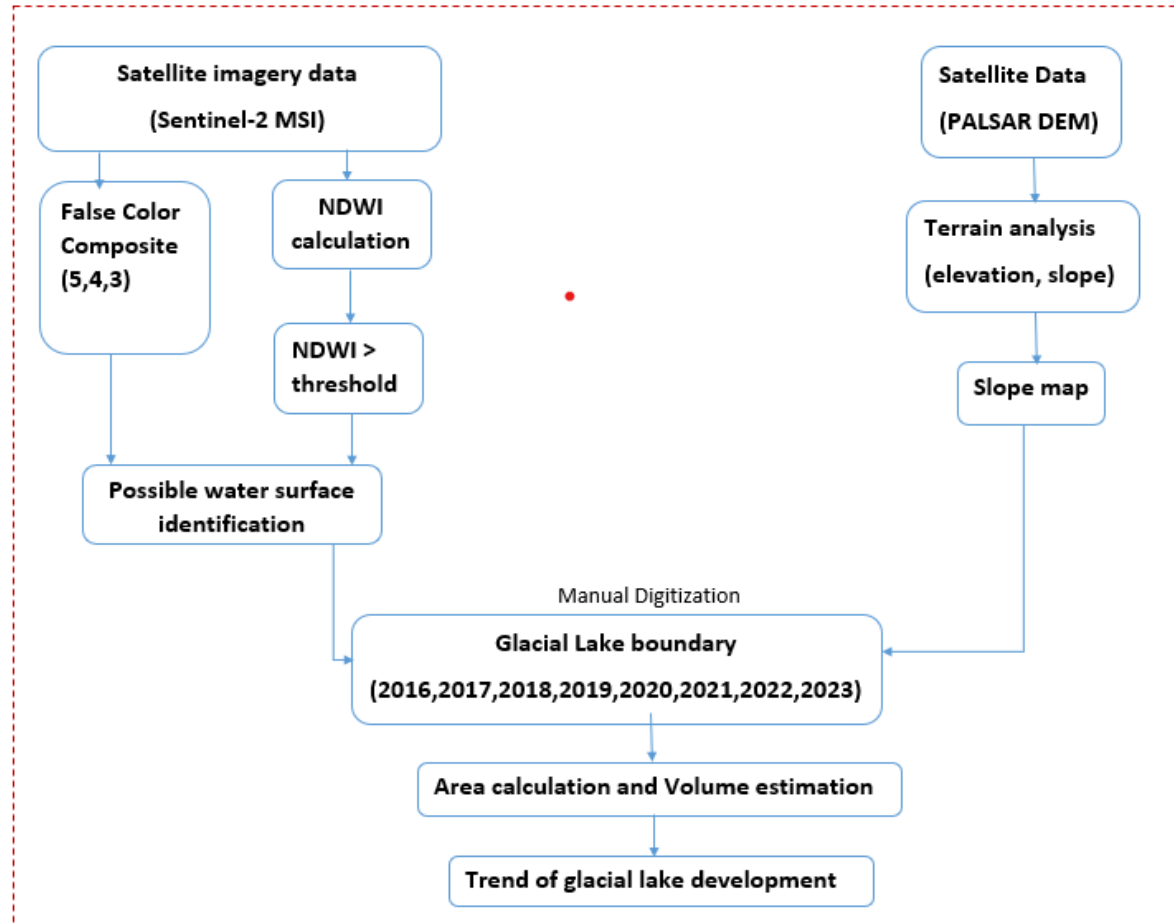 Satellite imagery data
(Sentinel-2 MSI)
Satellite Data
(PALSAR DEM)
False Color
Composite
(5,4,3)
NDWI
calculation
Terrain analysis
(elevation, slope)
NDWI >
threshold
Slope map
Possible water surface
identification
Manual Digitization
Glacial Lake boundary
(2016,2017,2018,2019,2020,2021,2022,2023)
Area calculation and Volume estimation
Trend of glacial lake development